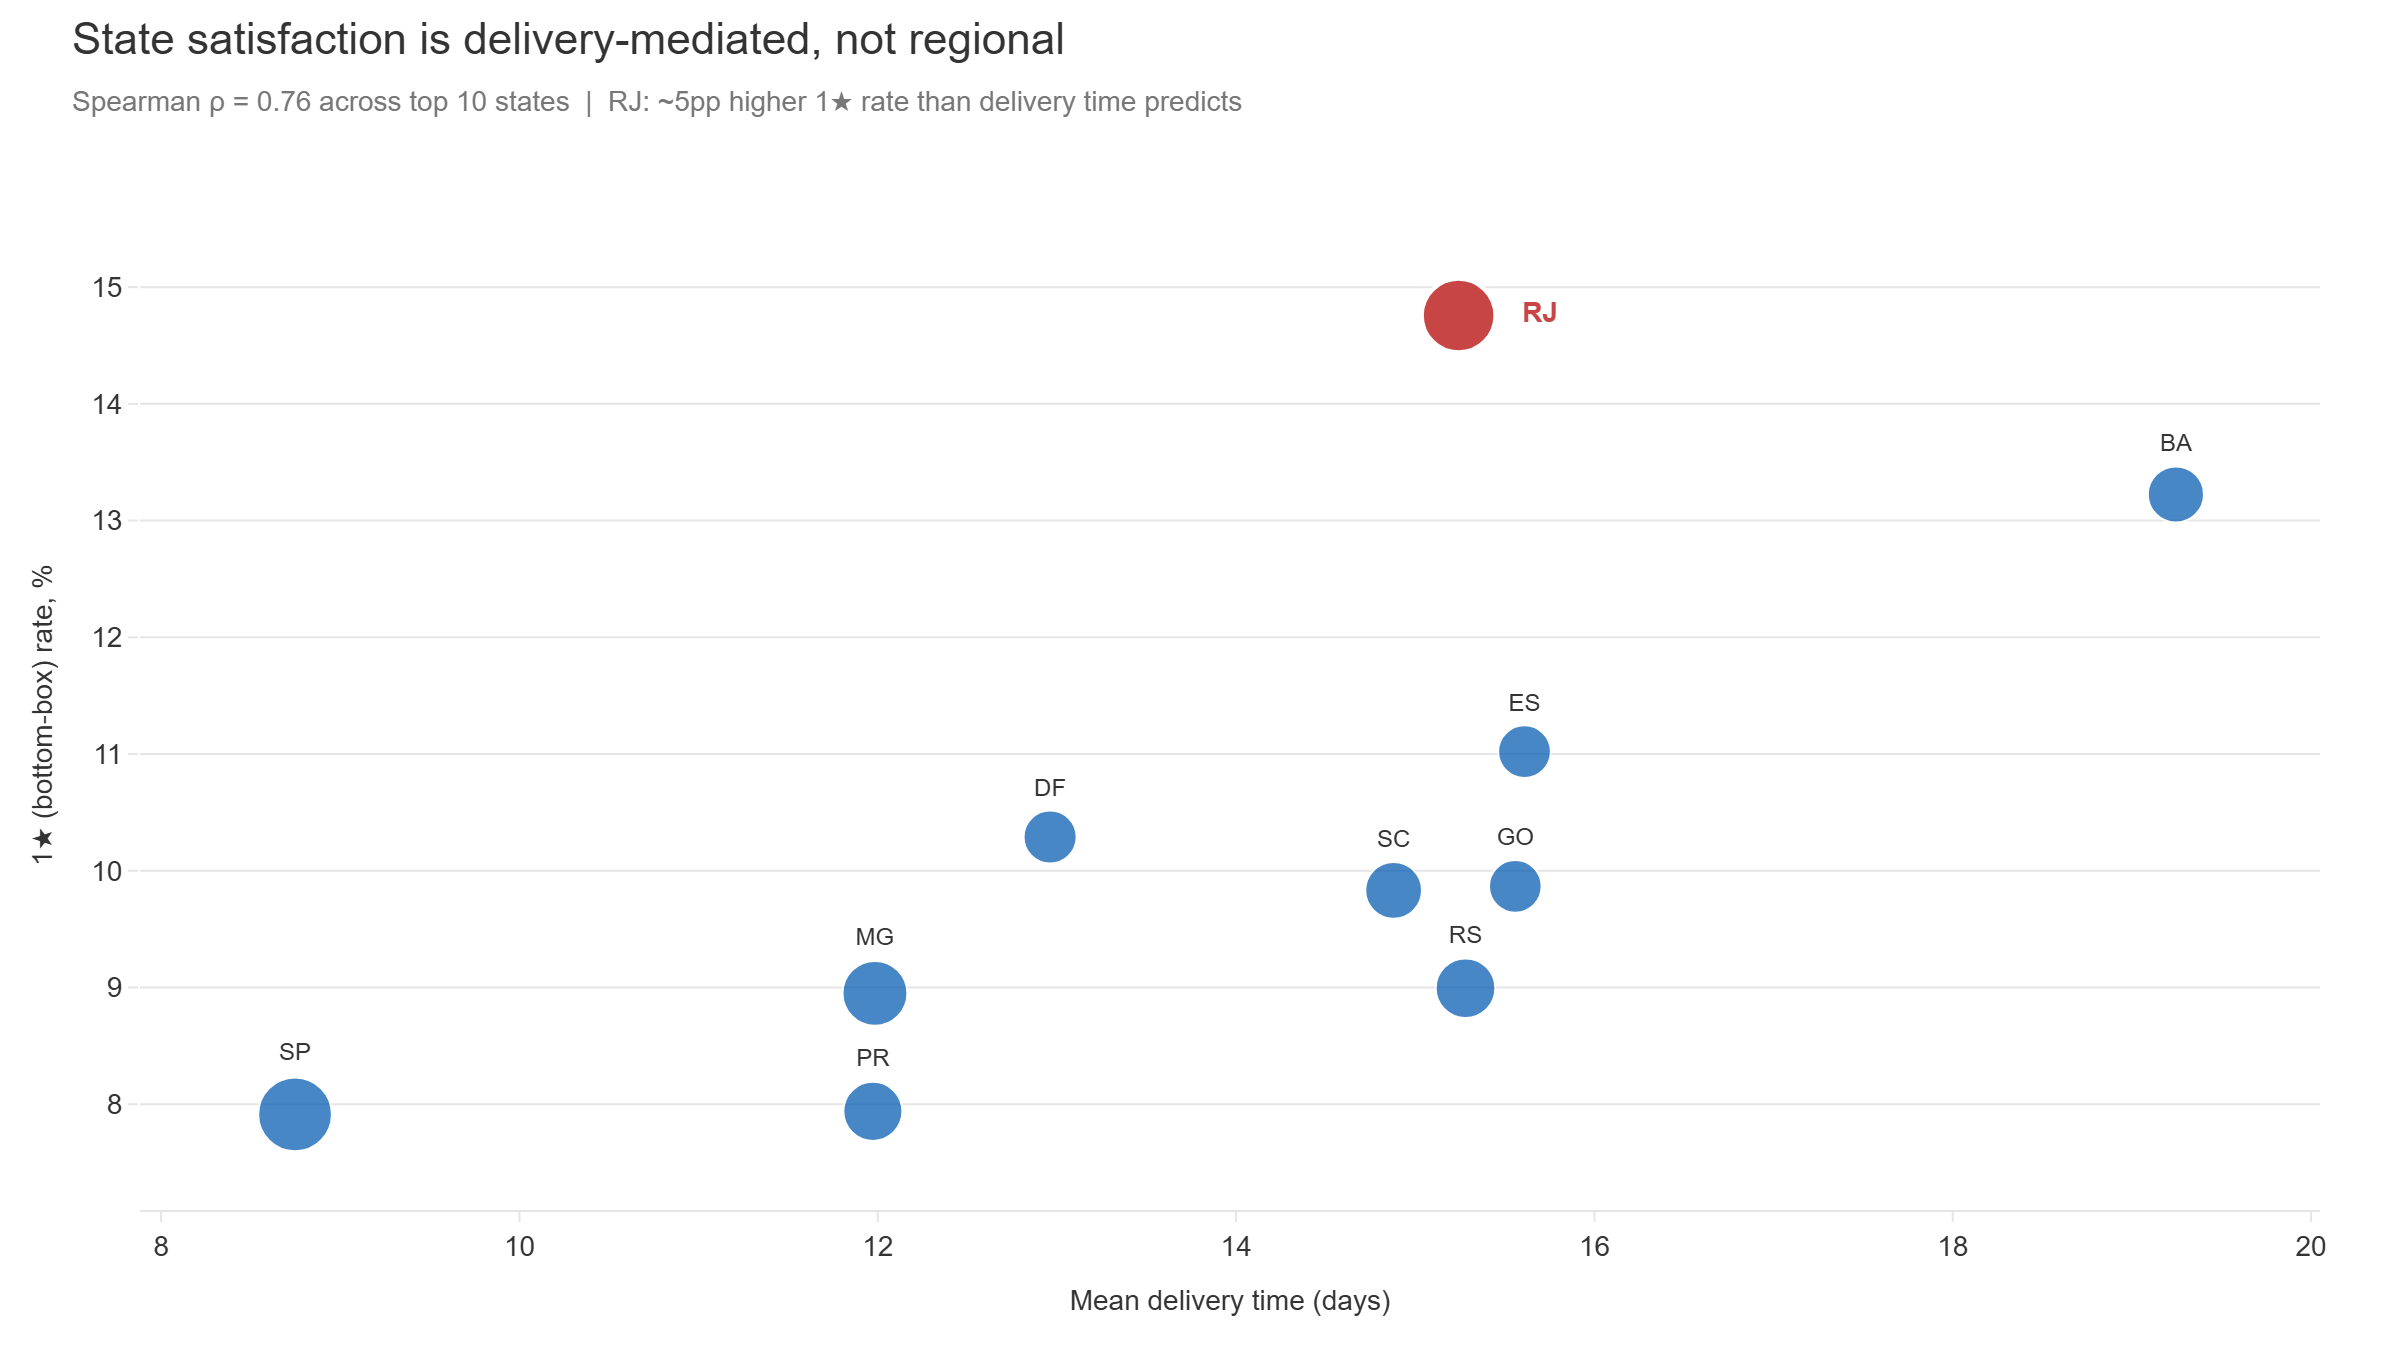 State satisfaction is delivery-mediated, not regional
Spearman ρ = 0.76 across top 10 states | RJ: ~5pp higher 1★ rate than delivery time predicts
15
14
13
12
11
10
9
8
1★ (bottom-box) rate, %
RJ
BA
ES
DF
SC
GO
MG
RS
SP
PR
8
10
12
14
16
18
20
Mean delivery time (days)